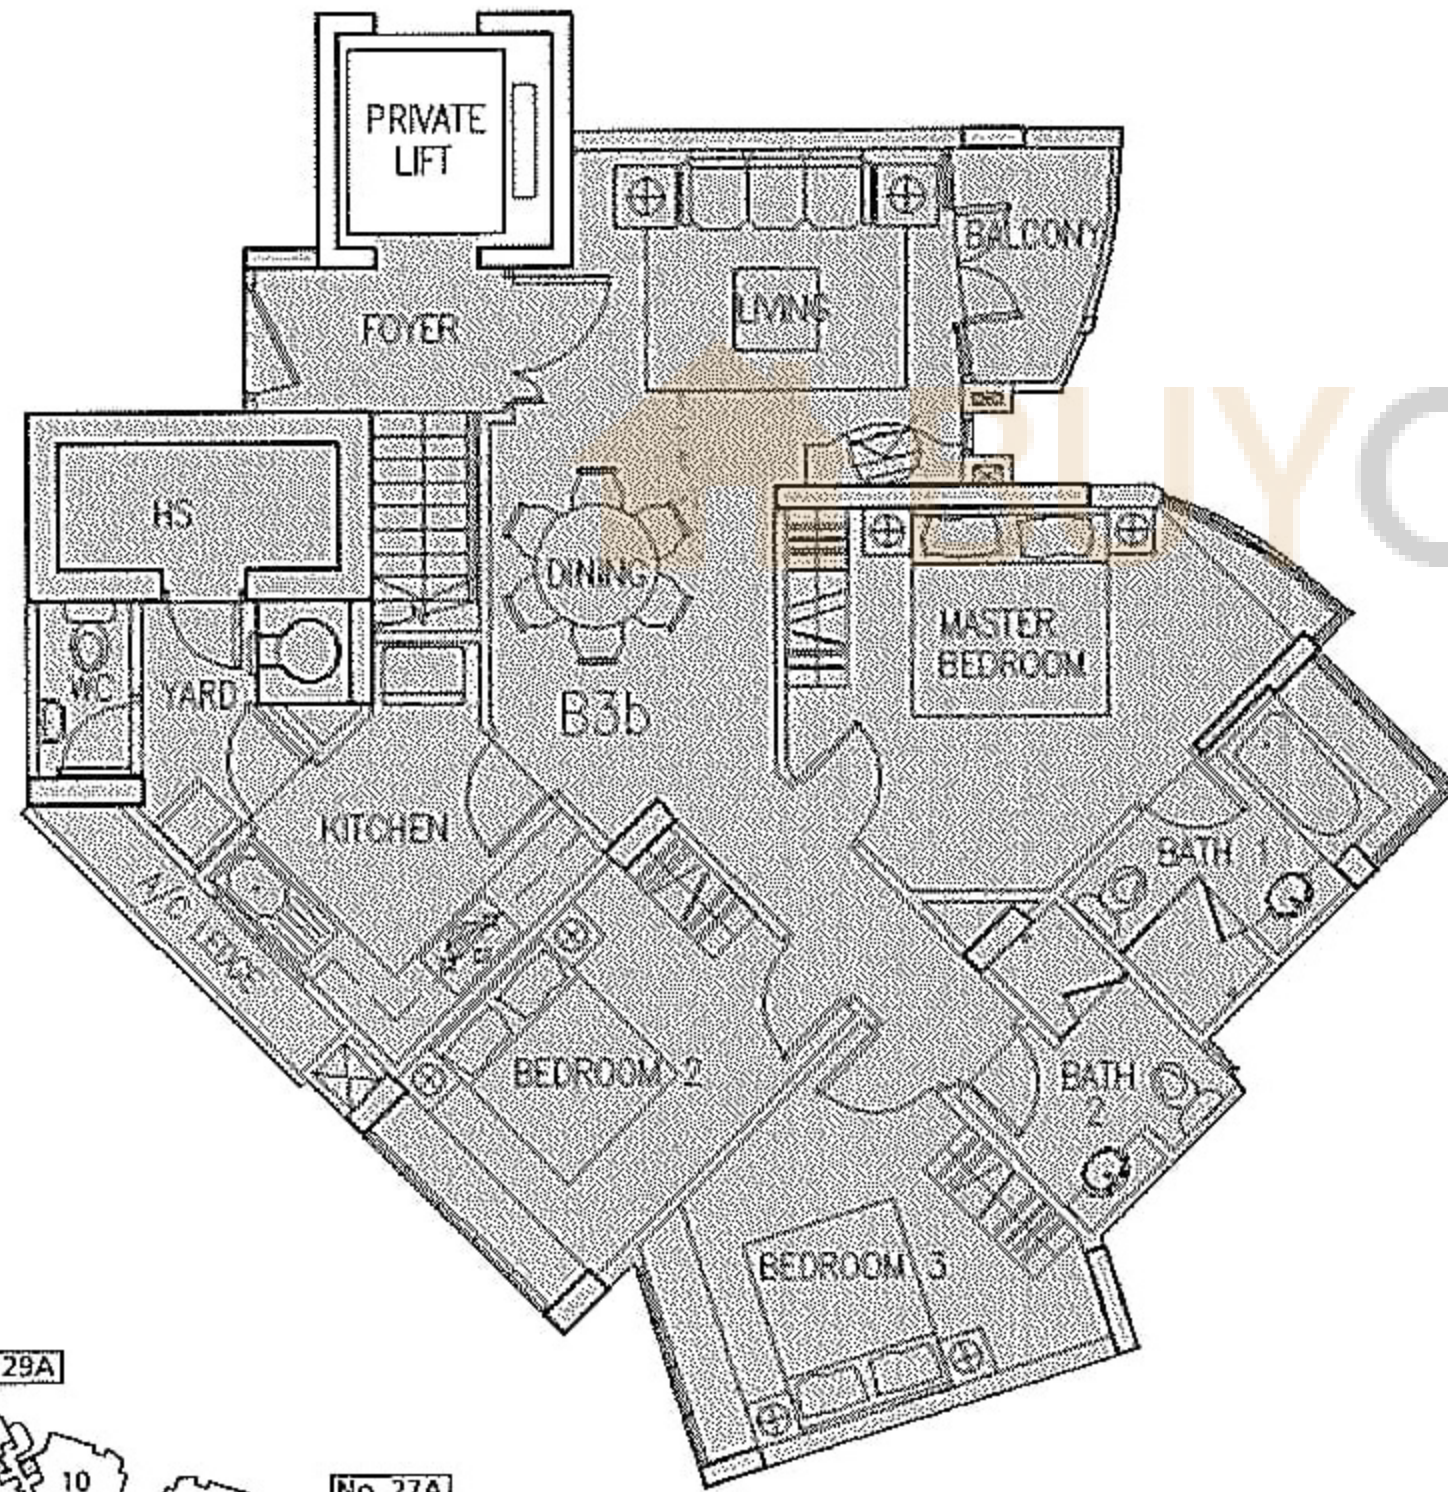 PRIVATE
LIFT
BALCONY
LIVING
FOYER
HS
DINING
MASTER
BEDROOM
WC
YARD
B3b
KITCHEN
BATH 1
A/C LEDGE
BEDROOM 2
BATH
2
BEDROOM 3
29A
10
No. 27A
BUY